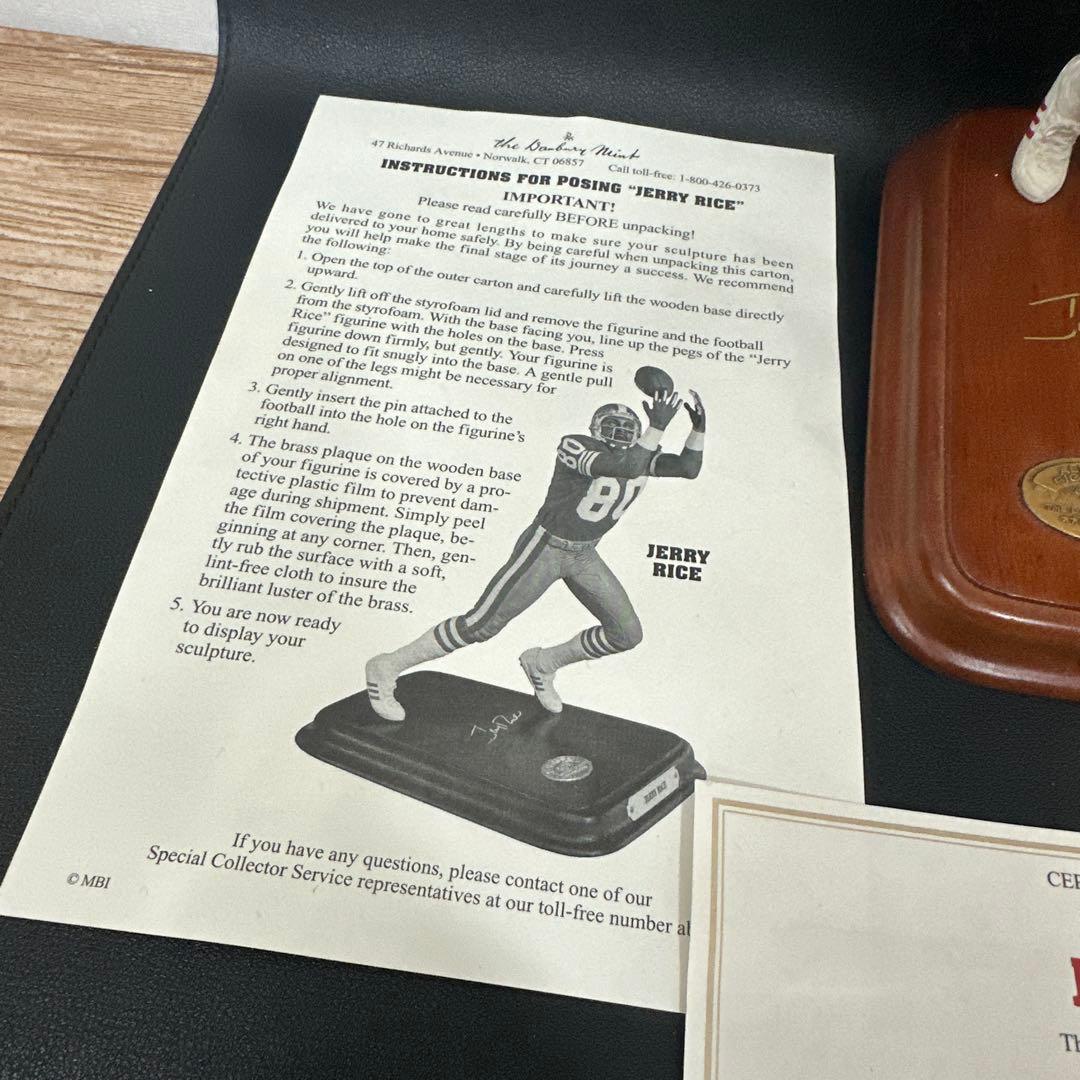 the Danbury Mint
47 Richards Avenue • Norwalk, CT 06857 Call toll-free: 1-800-426-0373
INSTRUCTIONS FOR POSING "JERRY RICE"
IMPORTANT!
Please read carefully BEFORE unpacking!
We have gone to great lengths to make sure your sculpture has been
delivered to your home safely. By being careful when unpacking this carton,
you will help make the final stage of its journey a success. We recommend
the following:
1. Open the top of the outer carton and carefully lift the wooden base directly
upward.
2. Gently lift off the styrofoam lid and remove the figurine and the football
from the styrofoam. With the base facing you, line up the pegs of the "Jerry
Rice" figurine with the holes on the base. Press
figurine down firmly, but gently. Your figurine is
designed to fit snugly into the base. A gentle pull
on one of the legs might be necessary for
proper alignment.
3. Gently insert the pin attached to the
football into the hole on the figurine's
right hand.
4. The brass plaque on the wooden base
of your figurine is covered by a pro-
tective plastic film to prevent dam-
age during shipment. Simply peel
the film covering the plaque, be-
ginning at any corner. Then, gen-
tly rub the surface with a soft,
lint-free cloth to insure the
brilliant luster of the brass.
5. You are now ready
to display your
sculpture.
80
80
JERRY
RICE
JERRY RICE
If you have any questions, please contact one of our
Special Collector Service representatives at our toll-free number
© MBI
CE
Th